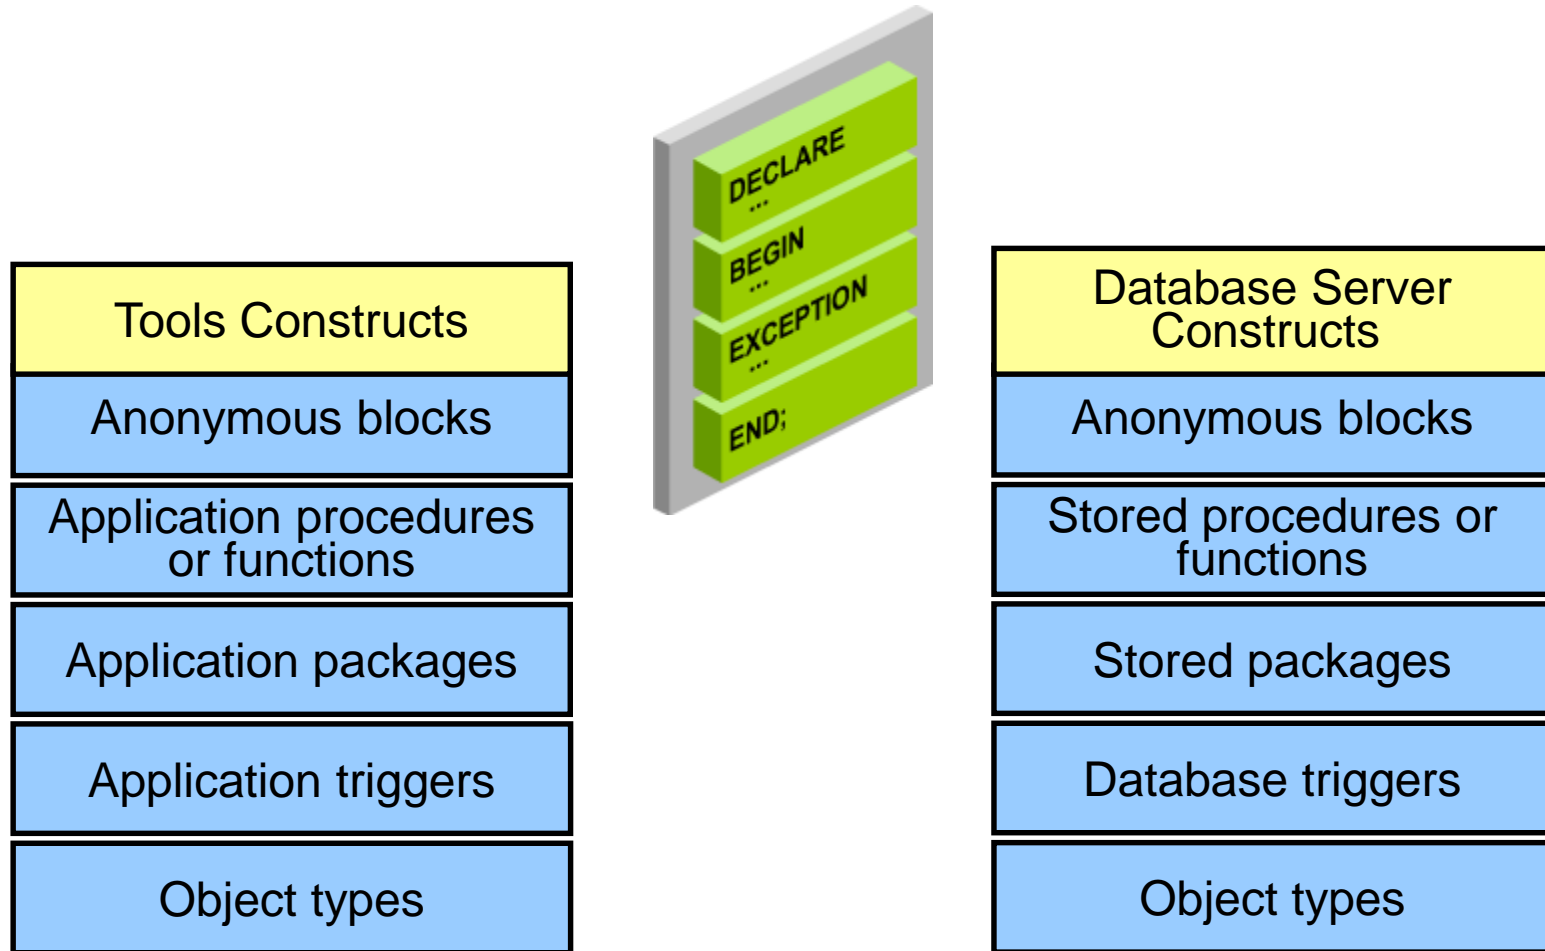 DECLARE
...
BEGIN
...
EXCEPTION
...
END;
Tools Constructs
Anonymous blocks
Application procedures
or functions
Application packages
Application triggers
Object types
Database Server
Constructs
Anonymous blocks
Stored procedures or
functions
Stored packages
Database triggers
Object types